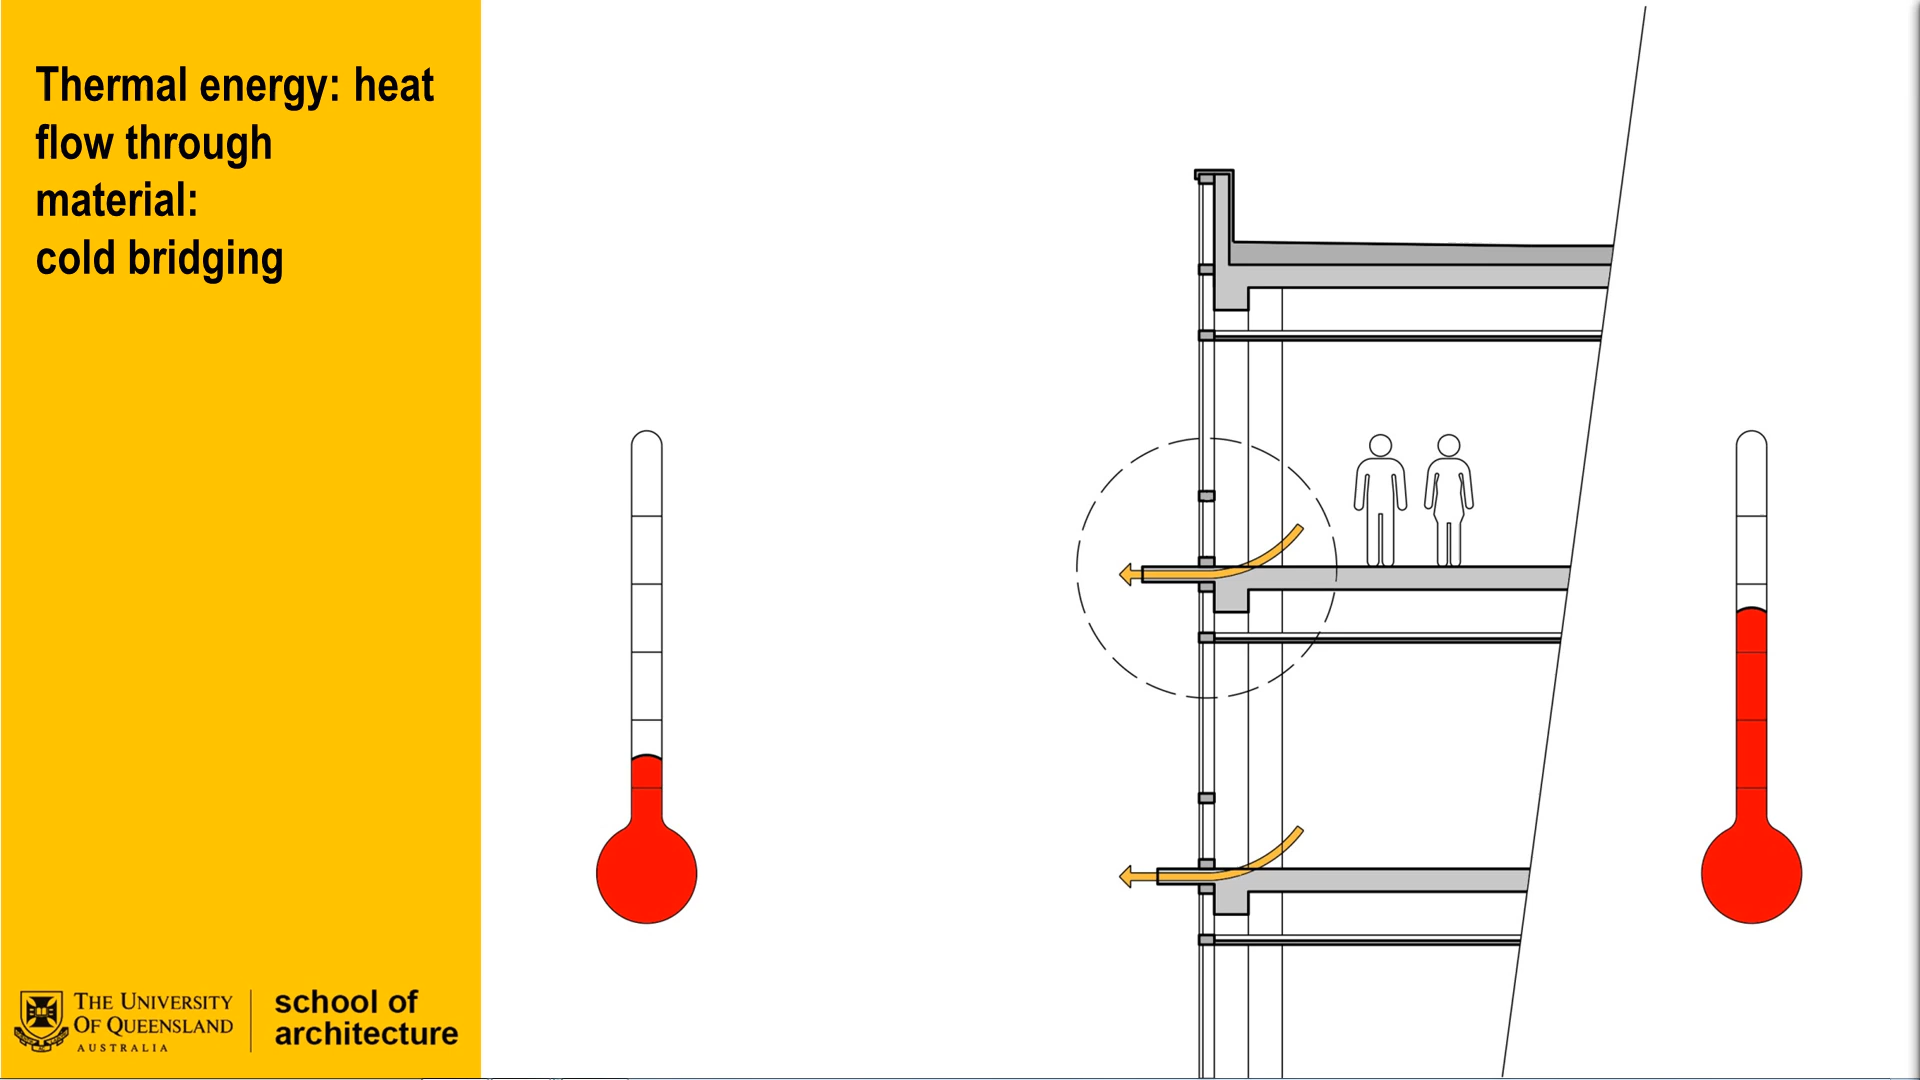 Thermal energy: heat
flow through
material:
cold bridging
THE UNIVERSITY
OF QUEENSLAND
AUSTRALIA
school of
architecture